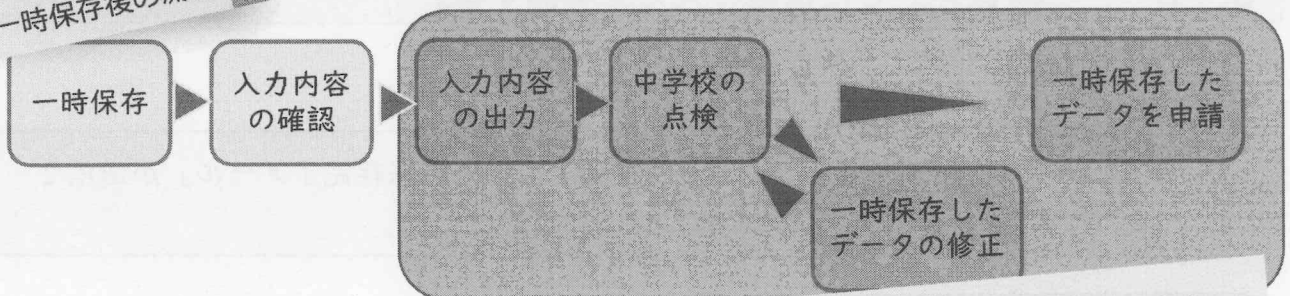 一時保存後の
一時保存
入力内容
の確認
入力内容
の出力
中学校の
点検
一時保存した
データを申請
一時保存した
データの修正